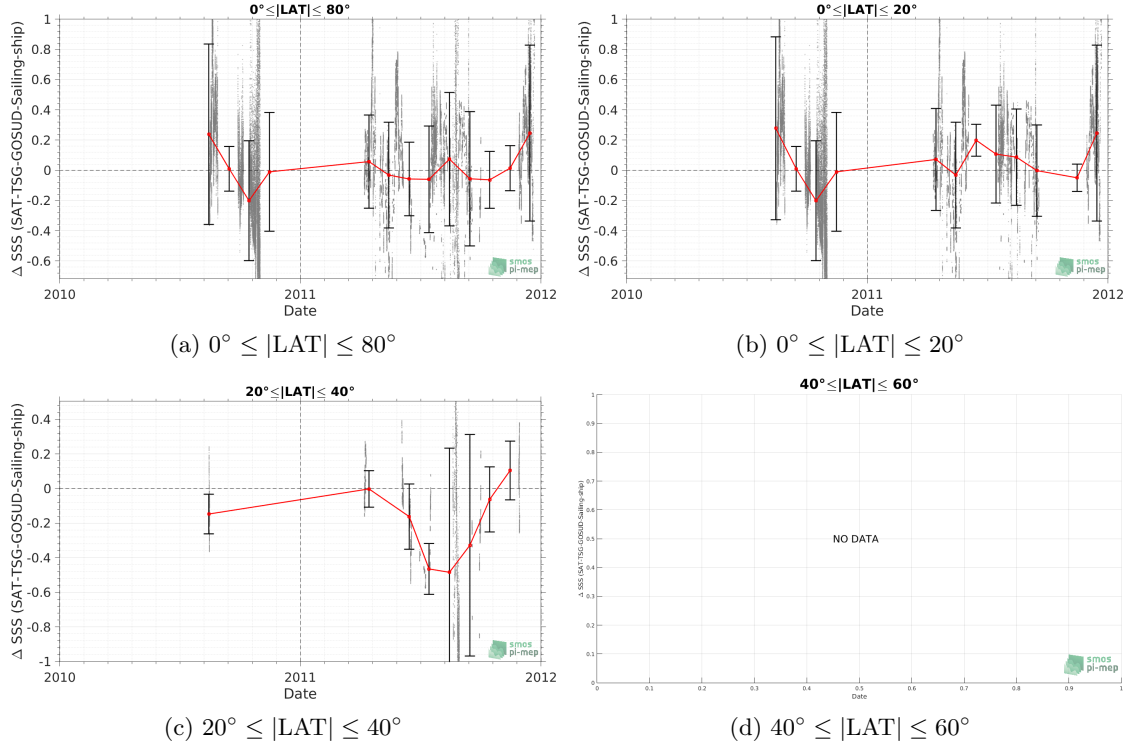 0°≤|LAT|≤ 80°
1
0.8
0.6
0.4
0.2
0
-0.2
-0.4
-0.6
Δ SSS (SAT-TSG-GOSUD-Sailing-ship)
2010
2011
2012
Date
smos
pi-mep
(a) 0° ≤ |LAT| ≤ 80°
0°≤|LAT|≤ 20°
1
0.8
0.6
0.4
0.2
0
-0.2
-0.4
-0.6
Δ SSS (SAT-TSG-GOSUD-Sailing-ship)
2010
2011
2012
Date
smos
pi-mep
(b) 0° ≤ |LAT| ≤ 20°
20°≤|LAT|≤ 40°
0.4
0.2
0
-0.2
-0.4
-0.6
-0.8
-1
Δ SSS (SAT-TSG-GOSUD-Sailing-ship)
2010
2011
2012
Date
smos
pi-mep
(c) 20° ≤ |LAT| ≤ 40°
40°≤|LAT|≤ 60°
1
0.9
0.8
0.7
0.6
0.5
0.4
0.3
0.2
0.1
0
Δ SSS (SAT-TSG-GOSUD-Sailing-ship)
NO DATA
0 0.1 0.2 0.3 0.4 0.5 0.6 0.7 0.8 0.9 1
Date
smos
pi-mep
(d) 40° ≤ |LAT| ≤ 60°